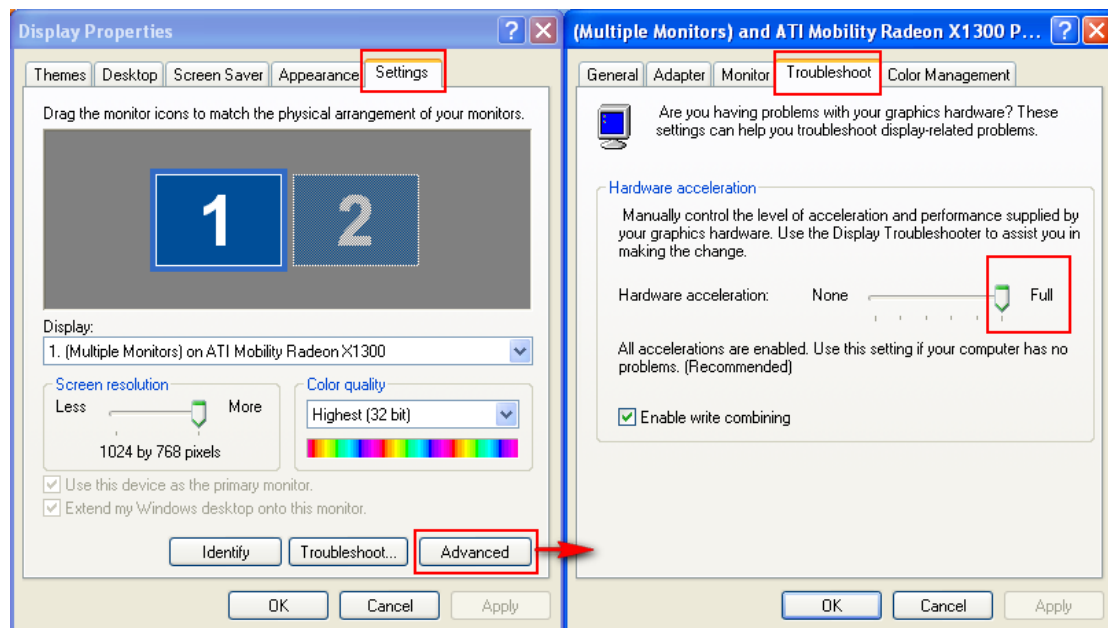 Display Properties
Themes Desktop Screen Saver Appearance Settings
Drag the monitor icons to match the physical arrangement of your monitors.
1 2
Display:
1. (Multiple Monitors) on ATI Mobility Radeon X1300
Screen resolution
Less More
1024 by 768 pixels
Color quality
Highest (32 bit)
Use this device as the primary monitor.
Extend my Windows desktop onto this monitor.
Identify Troubleshoot... Advanced
OK Cancel Apply
(Multiple Monitors) and ATI Mobility Radeon X1300 P...
General Adapter Monitor Troubleshoot Color Management
Are you having problems with your graphics hardware? These
settings can help you troubleshoot display-related problems.
Hardware acceleration
Manually control the level of acceleration and performance supplied by
your graphics hardware. Use the Display Troubleshooter to assist you in
making the change.
Hardware acceleration: None Full
All accelerations are enabled. Use this setting if your computer has no
problems. (Recommended)
Enable write combining
OK Cancel Apply